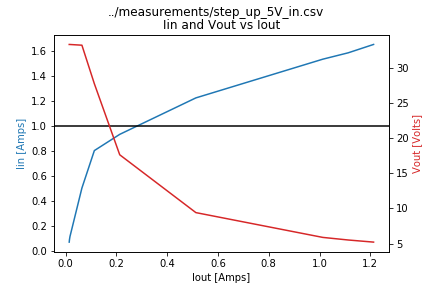 ../measurements/step_up_5V_in.csv
Iin and Vout vs Iout
1.6
1.4
1.2
1.0
0.8
0.6
0.4
0.2
0.0
Iin [Amps]
30
25
20
15
10
5
Vout [Volts]
0.0 0.2 0.4 0.6 0.8 1.0 1.2
Iout [Amps]